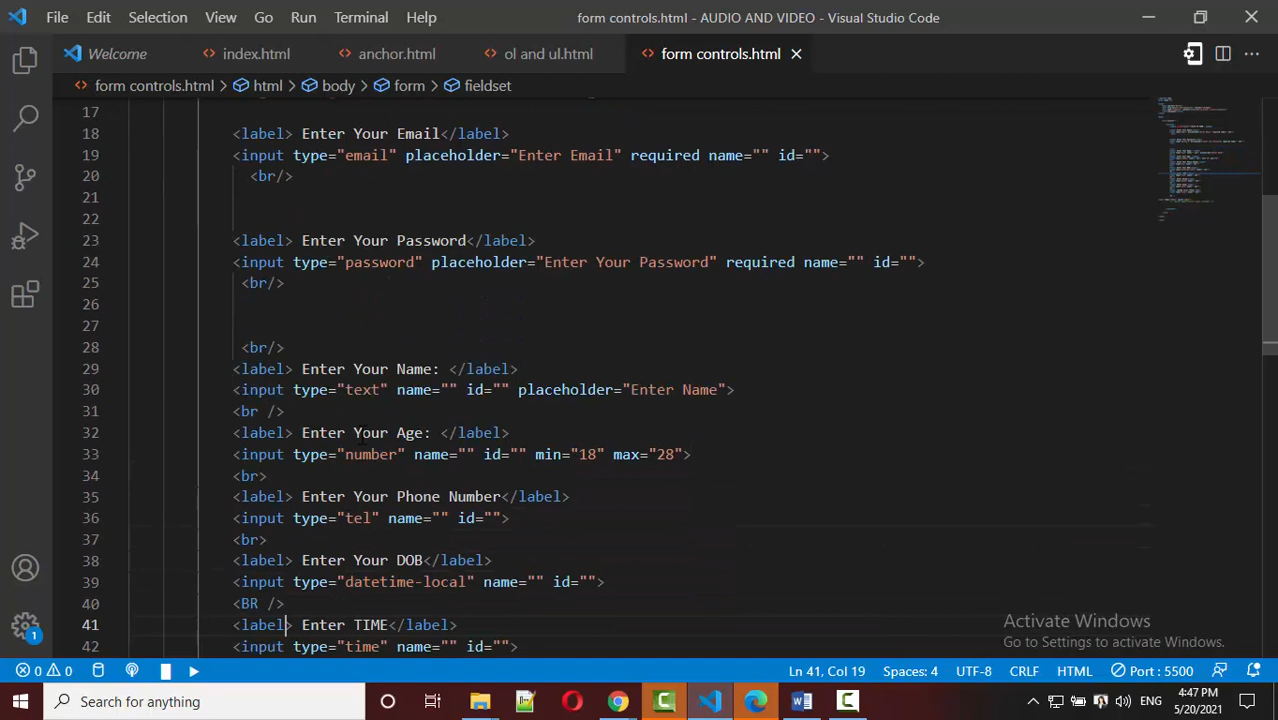 File Edit Selection View Go Run Terminal Help form controls.html - AUDIO AND VIDEO - Visual Studio Code
Welcome index.html anchor.html ol and ul.html form controls.html
form controls.html html body form fieldset
17
18 <label> Enter Your Email</label>
19 <input type="email" placeholder="Enter Email" required name="" id="">
20 <br/>
21
22
23 <label> Enter Your Password</label>
24 <input type="password" placeholder="Enter Your Password" required name="" id="">
25 <br/>
26
27
28 <br/>
29 <label> Enter Your Name: </label>
30 <input type="text" name="" id="" placeholder="Enter Name">
31 <br />
32 <label> Enter Your Age: </label>
33 <input type="number" name="" id="" min="18" max="28">
34 <br>
35 <label> Enter Your Phone Number</label>
36 <input type="tel" name="" id="">
37 <br>
38 <label> Enter Your DOB</label>
39 <input type="datetime-local" name="" id="">
40 <BR />
41 <label> Enter TIME</label>
42 <input type="time" name="" id="">
Activate Windows
Go to Settings to activate Windows.
1
0 0 Ln 41, Col 19 Spaces: 4 UTF-8 CRLF HTML Port : 5500
Search for anything ENG 4:47 PM
5/20/2021